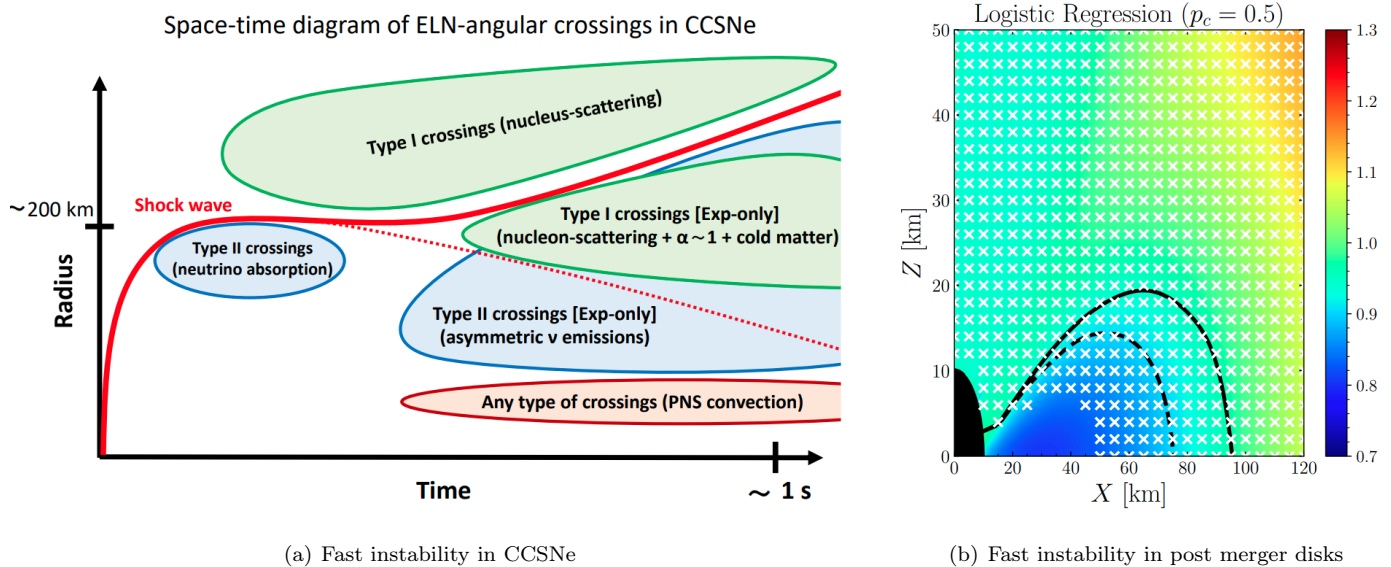 Space-time diagram of ELN-angular crossings in CCSNe
Type I crossings (nucleus-scattering)
Shock wave
~200 km
Type II crossings
(neutrino absorption)
Type I crossings [Exp-only]
(nucleon-scattering + α~1 + cold matter)
Type II crossings [Exp-only]
(asymmetric ν emissions)
Any type of crossings (PNS convection)
Radius
Time
~ 1 s
(a) Fast instability in CCSNe
Logistic Regression (p_c = 0.5)
50
40
30
20
10
0
Z [km]
0
20
40
60
80
100
120
X [km]
1.3
1.2
1.1
1.0
0.9
0.8
0.7
(b) Fast instability in post merger disks